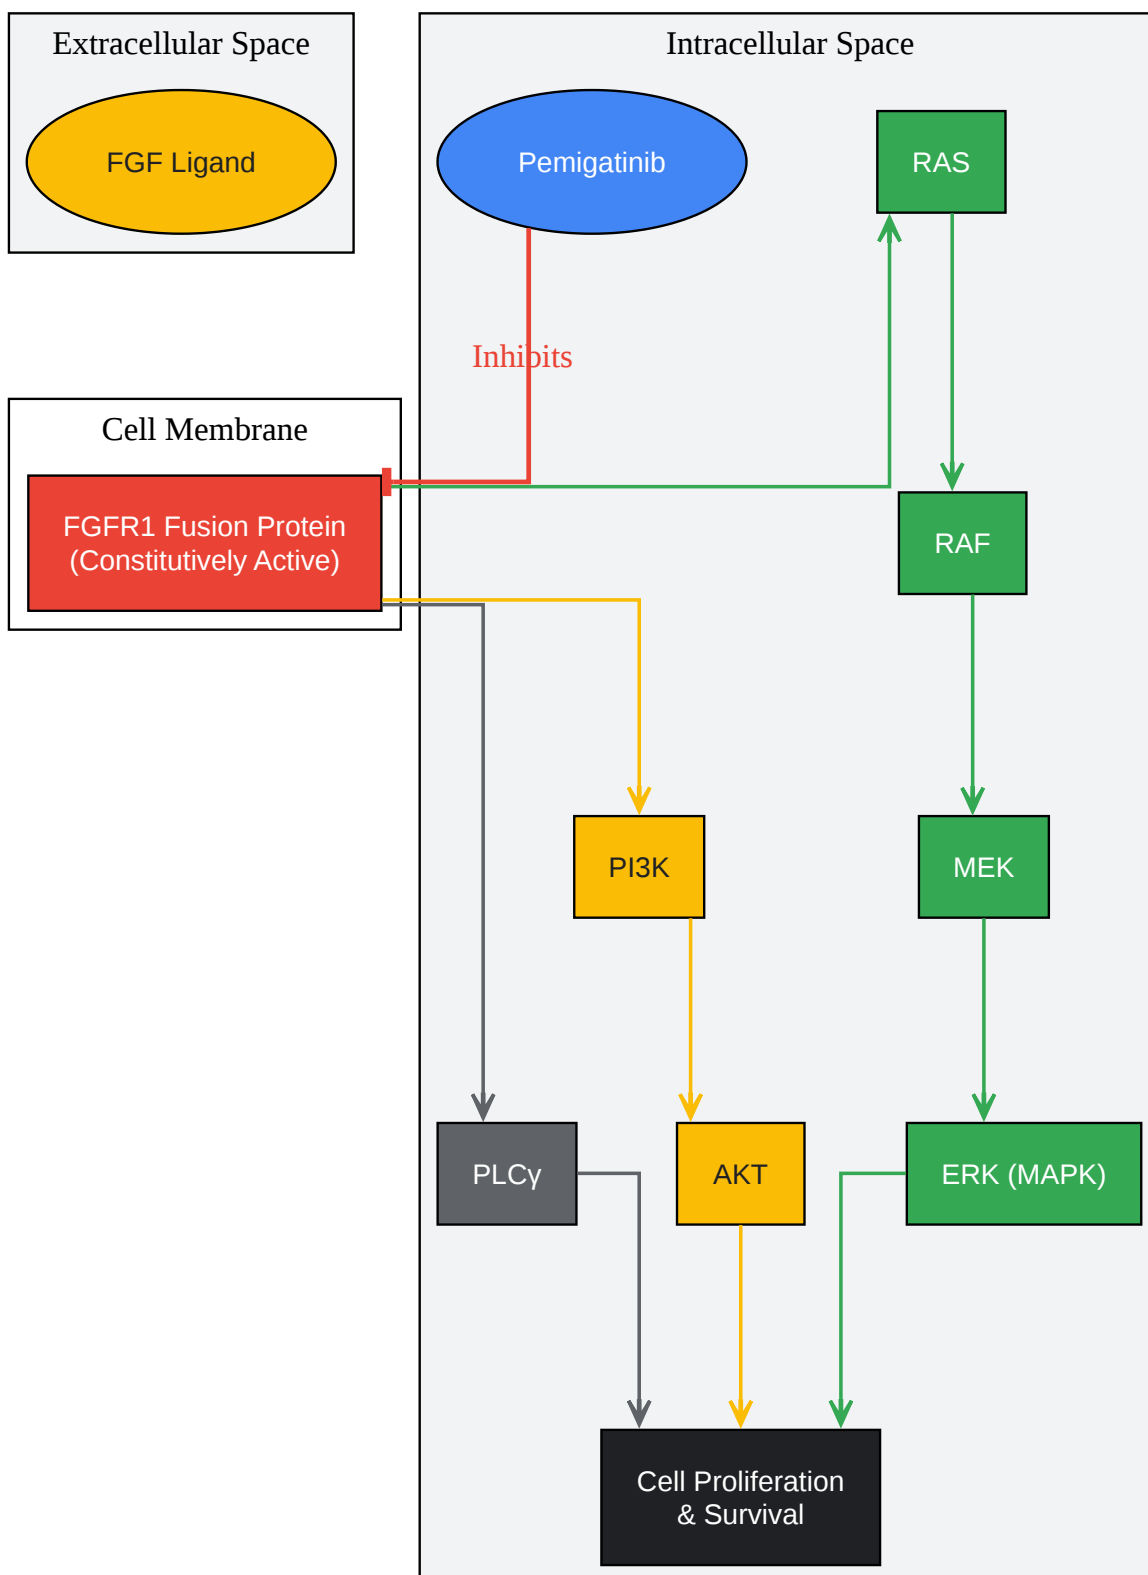 Extracellular Space
FGF Ligand
Intracellular Space
Pemigatinib
RAS
Inhibits
Cell Membrane
FGFR1 Fusion Protein
(Constitutively Active)
RAF
PI3K
MEK
PLCγ
AKT
ERK (MAPK)
Cell Proliferation
& Survival